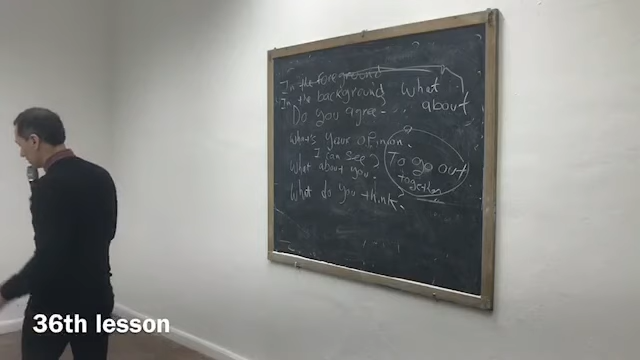 In the foreground
In the background
What about
Do you agree...
What's your opinion.
I can see?
What about you.
To go out
together
What do you think?
36th lesson